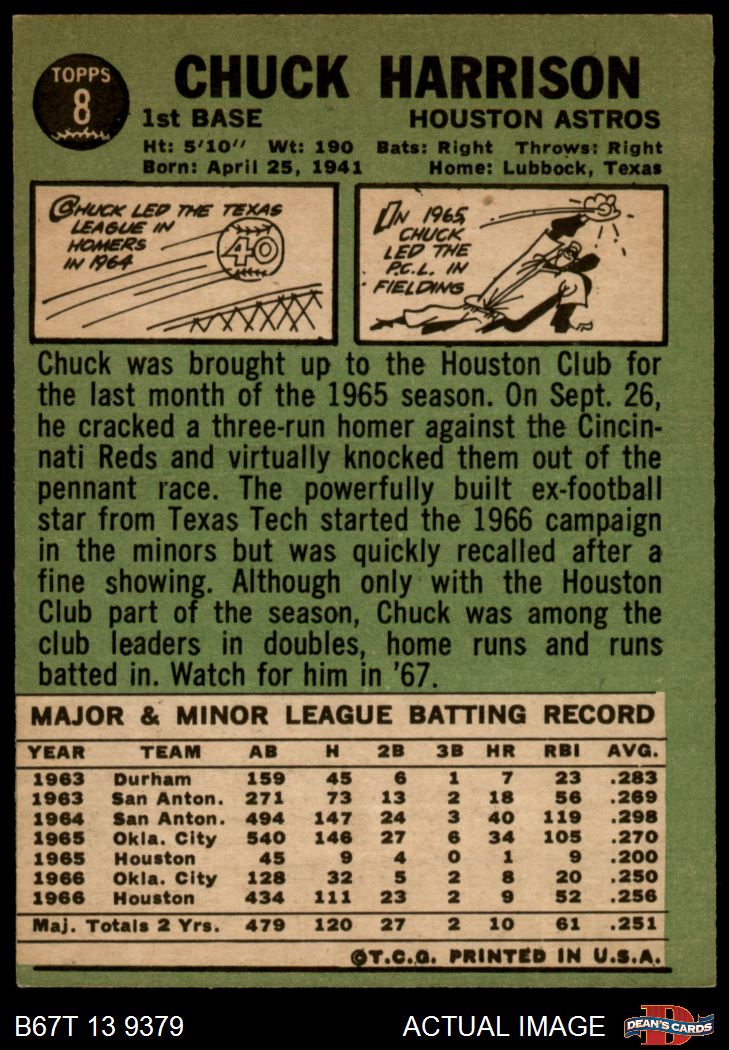 TOPPS
8
CHUCK HARRISON
1st BASE HOUSTON ASTROS
Ht: 5'10" Wt: 190 Bats: Right Throws: Right
Born: April 25, 1941 Home: Lubbock, Texas
CHUCK LED THE TEXAS
LEAGUE IN
HOMERS
IN 1964
40
IN 1965,
CHUCK
LED THE
P.C.L. IN
FIELDING
Chuck was brought up to the Houston Club for
the last month of the 1965 season. On Sept. 26,
he cracked a three-run homer against the Cincin-
nati Reds and virtually knocked them out of the
pennant race. The powerfully built ex-football
star from Texas Tech started the 1966 campaign
in the minors but was quickly recalled after a
fine showing. Although only with the Houston
Club part of the season, Chuck was among the
club leaders in doubles, home runs and runs
batted in. Watch for him in '67.
MAJOR & MINOR LEAGUE BATTING RECORD
YEAR TEAM AB H 2B 3B HR RBI AVG.
1963 Durham 159 45 6 1 7 23 .283
1963 San Anton. 271 73 13 2 18 56 .269
1964 San Anton. 494 147 24 3 40 119 .298
1965 Okla. City 540 146 27 6 34 105 .270
1965 Houston 45 9 4 0 1 9 .200
1966 Okla. City 128 32 5 2 8 20 .250
1966 Houston 434 111 23 2 9 52 .256
Maj. Totals 2 Yrs. 479 120 27 2 10 61 .251
©T.C.G. PRINTED IN U.S.A.
B67T 13 9379 ACTUAL IMAGE D DEAN'S CARDS